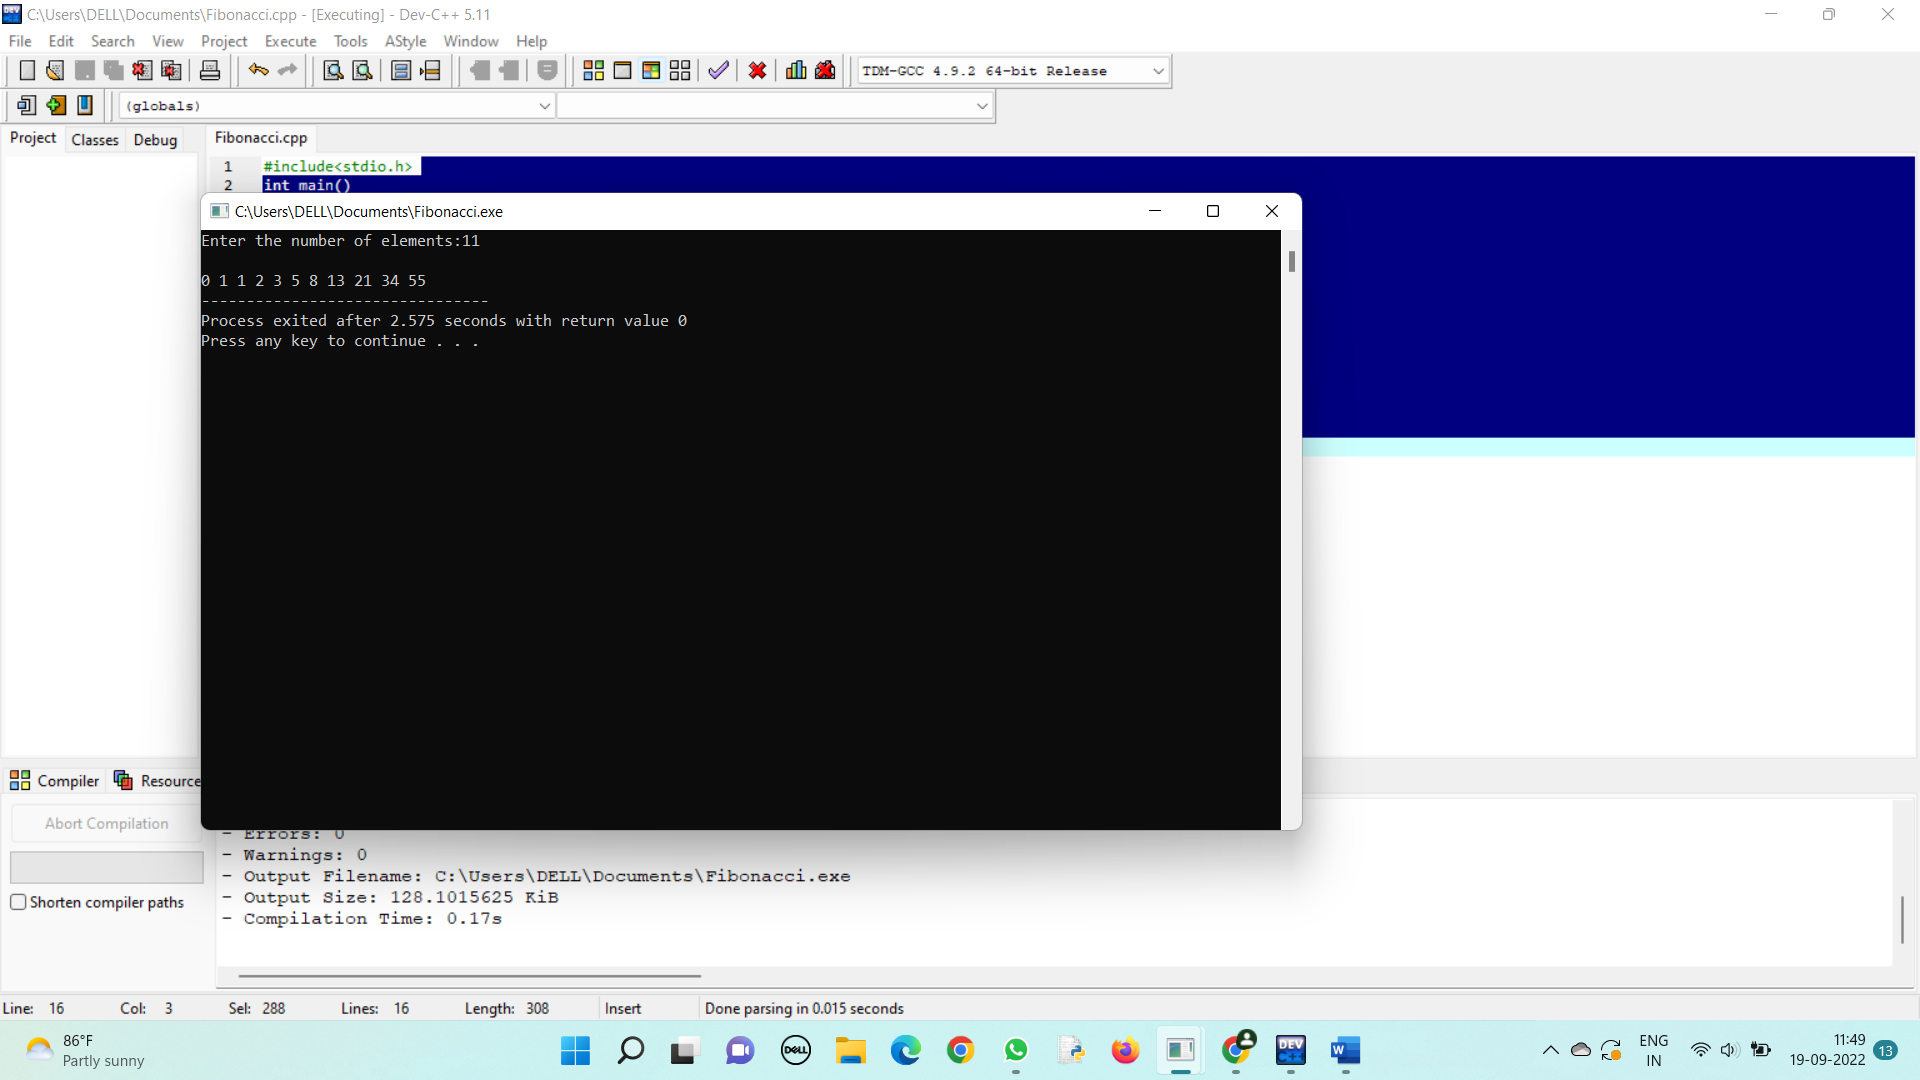 C:\Users\DELL\Documents\Fibonacci.cpp - [Executing] - Dev-C++ 5.11
File Edit Search View Project Execute Tools AStyle Window Help
TDM-GCC 4.9.2 64-bit Release
(globals)
Project Classes Debug
Fibonacci.cpp
1 #include<stdio.h>
2 int main()
C:\Users\DELL\Documents\Fibonacci.exe
Enter the number of elements:11
0 1 1 2 3 5 8 13 21 34 55
--------------------------------
Process exited after 2.575 seconds with return value 0
Press any key to continue . . .
Compiler Resource
Abort Compilation
Shorten compiler paths
- Errors: 0
- Warnings: 0
- Output Filename: C:\Users\DELL\Documents\Fibonacci.exe
- Output Size: 128.1015625 KiB
- Compilation Time: 0.17s
Line: 16 Col: 3 Sel: 288 Lines: 16 Length: 308 Insert Done parsing in 0.015 seconds
86°F
Partly sunny
DELL
DEV
C++
W
ENG
IN
11:49
19-09-2022
13